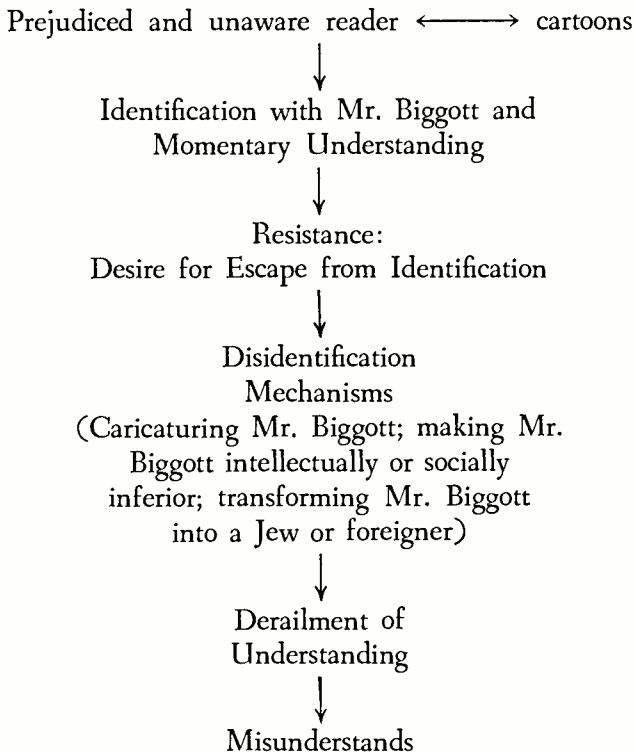 Prejudiced and unaware reader ⟷ cartoons
Identification with Mr. Biggott and
Momentary Understanding
Resistance:
Desire for Escape from Identification
Disidentification
Mechanisms
(Caricaturing Mr. Biggott; making Mr.
Biggott intellectually or socially
inferior; transforming Mr. Biggott
into a Jew or foreigner)
Derailment of
Understanding
Misunderstands